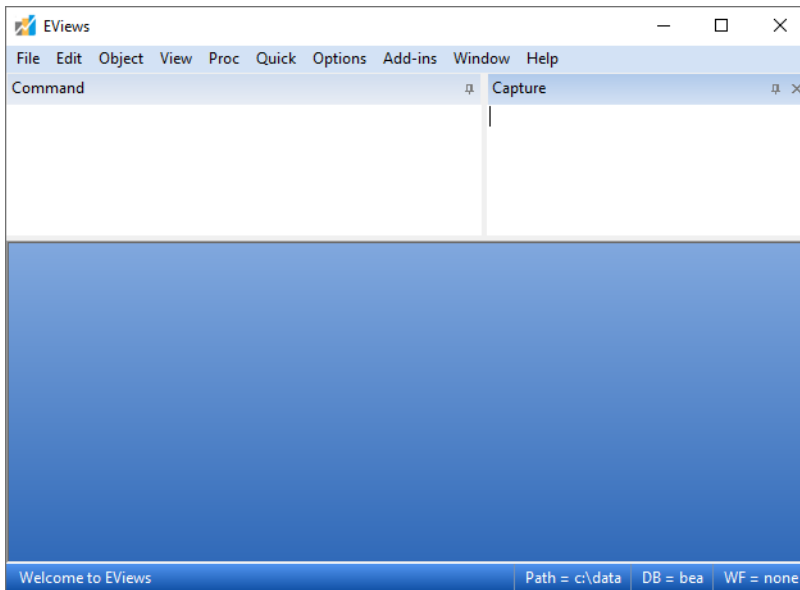 EViews
File Edit Object View Proc Quick Options Add-ins Window Help
Command Capture
Welcome to EViews Path = c:\data DB = bea WF = none